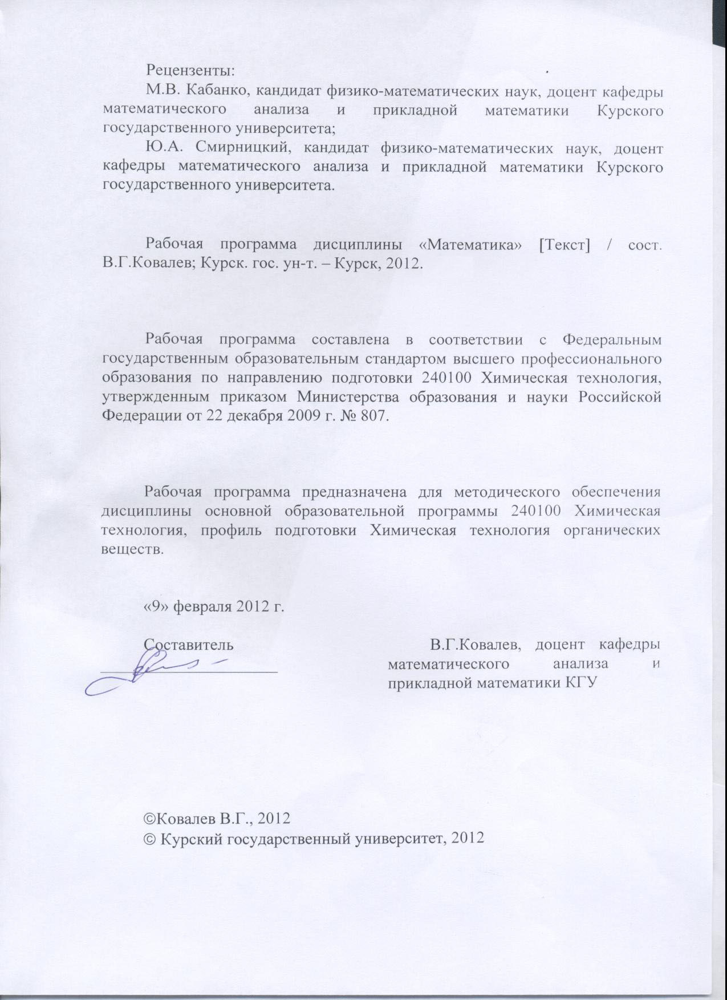 Рецензенты:
М.В. Кабанко, кандидат физико-математических наук, доцент кафедры
математического анализа и прикладной математики Курского
государственного университета;
Ю.А. Смирницкий, кандидат физико-математических наук, доцент
кафедры математического анализа и прикладной математики Курского
государственного университета.
Рабочая программа дисциплины «Математика» [Текст] / сост.
В.Г.Ковалев; Курск. гос. ун-т. – Курск, 2012.
Рабочая программа составлена в соответствии с Федеральным
государственным образовательным стандартом высшего профессионального
образования по направлению подготовки 240100 Химическая технология,
утвержденным приказом Министерства образования и науки Российской
Федерации от 22 декабря 2009 г. № 807.
Рабочая программа предназначена для методического обеспечения
дисциплины основной образовательной программы 240100 Химическая
технология, профиль подготовки Химическая технология органических
веществ.
«9» февраля 2012 г.
Составитель
В.Г.Ковалев, доцент кафедры
математического анализа и
прикладной математики КГУ
©Ковалев В.Г., 2012
© Курский государственный университет, 2012